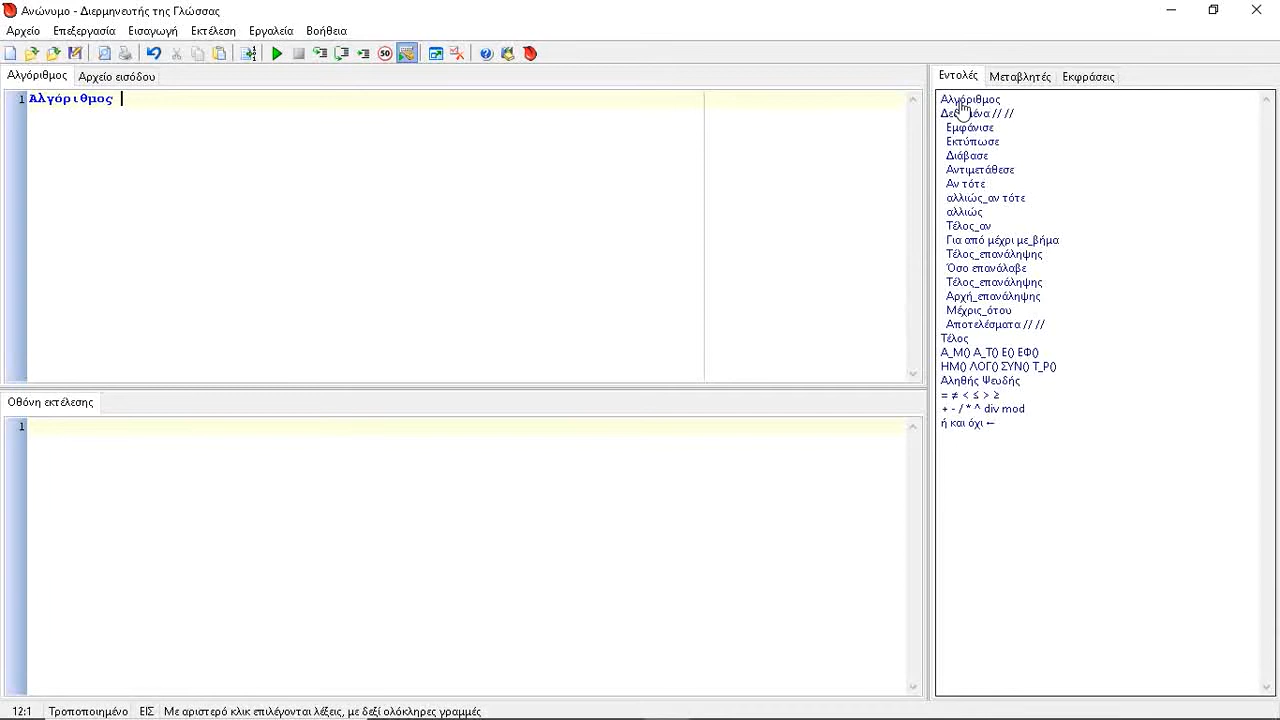 Ανώνυμο - Διερμηνευτής της Γλώσσας
Αρχείο Επεξεργασία Εισαγωγή Εκτέλεση Εργαλεία Βοήθεια
50
Αλγόριθμος Αρχείο εισόδου
1 Αλγόριθμος
Οθόνη εκτέλεσης
1
Εντολές Μεταβλητές Εκφράσεις
Αλγόριθμος
// //
Εμφάνισε
Εκτύπωσε
Διάβασε
Αντιμετάθεσε
Αν τότε
αλλιώς_αν τότε
αλλιώς
Τέλος_αν
Για από μέχρι με_βήμα
Τέλος_επανάληψης
Όσο επανάλαβε
Τέλος_επανάληψης
Αρχή_επανάληψης
Μέχρις_ότου
Αποτελέσματα // //
Τέλος
Α_Μ() Α_Τ() Ε() ΕΦ()
ΗΜ() ΛΟΓ() ΣΥΝ() Τ_Ρ()
Αληθής Ψευδής
= ≠ < ≤ > ≥
+ - / * ^ div mod
ή και όχι ←
12:1 Τροποποιημένο ΕΙΣ Με αριστερό κλικ επιλέγονται λέξεις, με δεξί ολόκληρες γραμμές